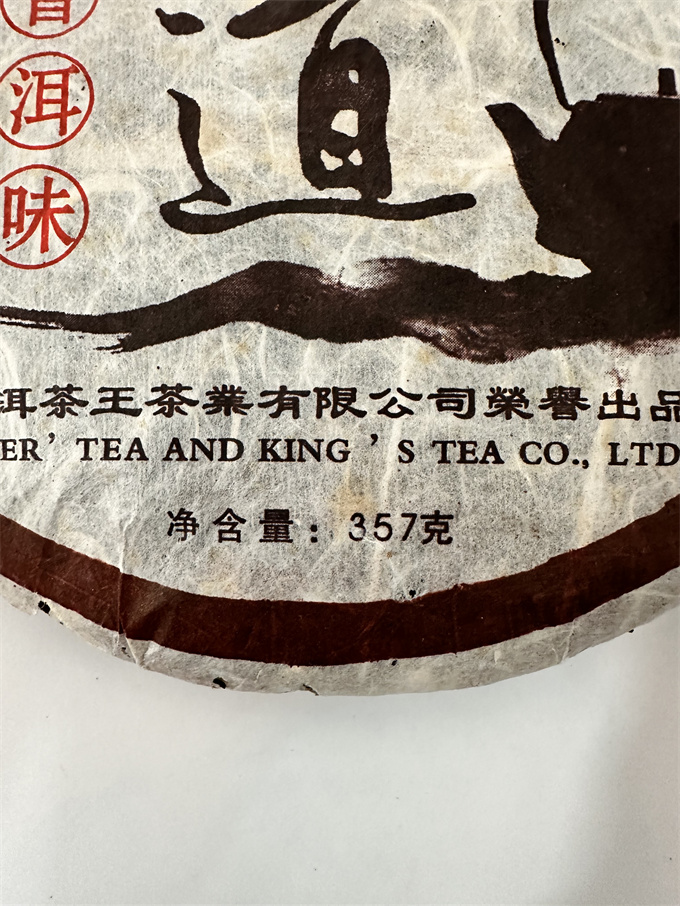 洱
味
道
洱茶王茶業有限公司榮譽出品
ER' TEA AND KING 'S TEA CO., LTD
净含量：357克